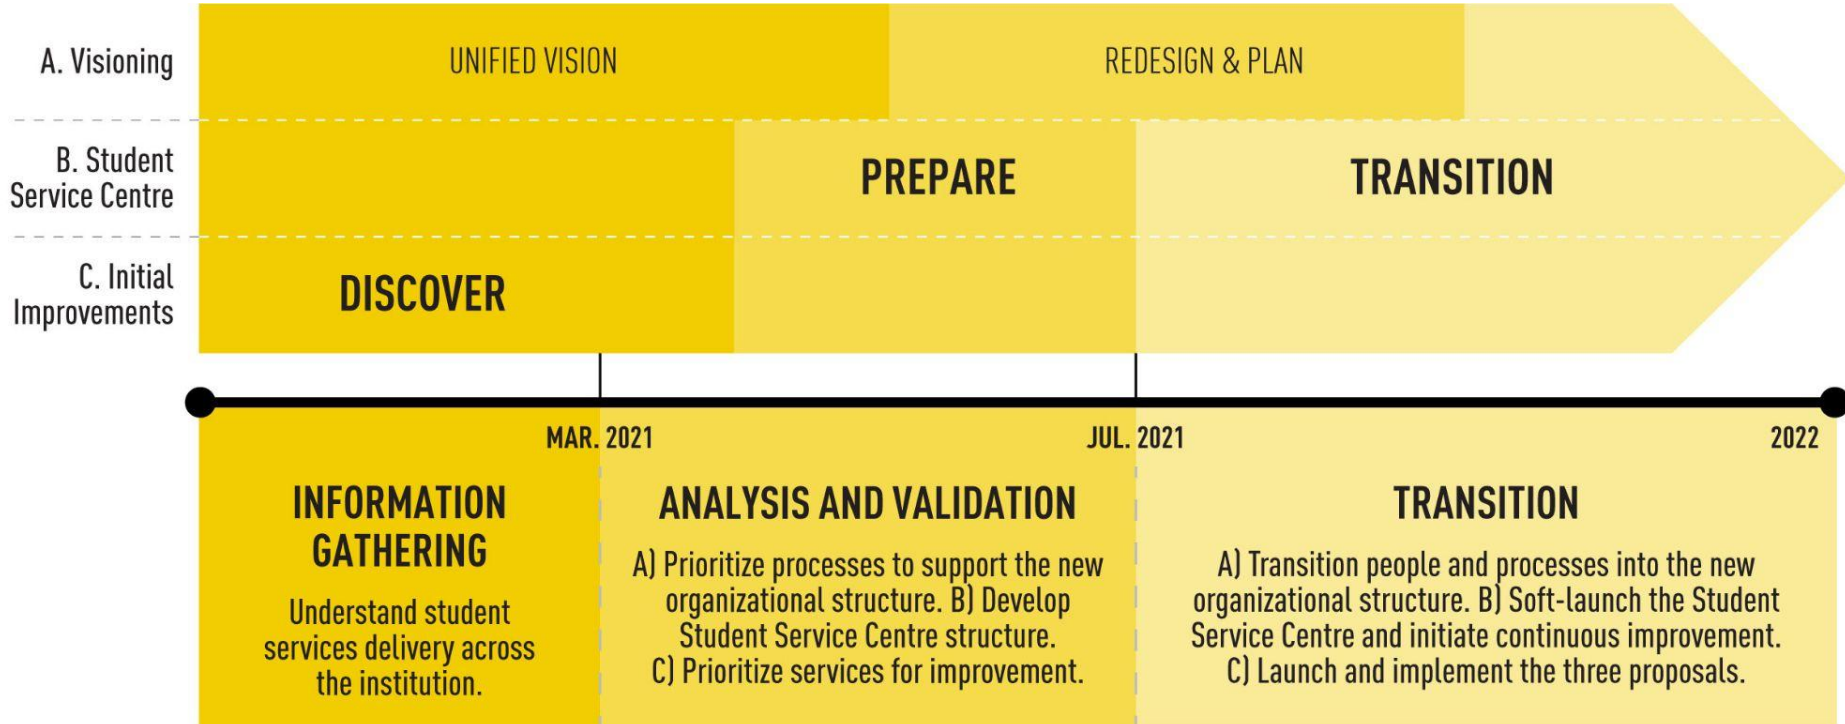 A. Visioning
UNIFIED VISION
REDESIGN & PLAN
B. Student
Service Centre
PREPARE
TRANSITION
C. Initial
Improvements
DISCOVER
MAR. 2021
JUL. 2021
2022
INFORMATION
GATHERING
Understand student
services delivery across
the institution.
ANALYSIS AND VALIDATION
A) Prioritize processes to support the new
organizational structure. B) Develop
Student Service Centre structure.
C) Prioritize services for improvement.
TRANSITION
A) Transition people and processes into the new
organizational structure. B) Soft-launch the Student
Service Centre and initiate continuous improvement.
C) Launch and implement the three proposals.